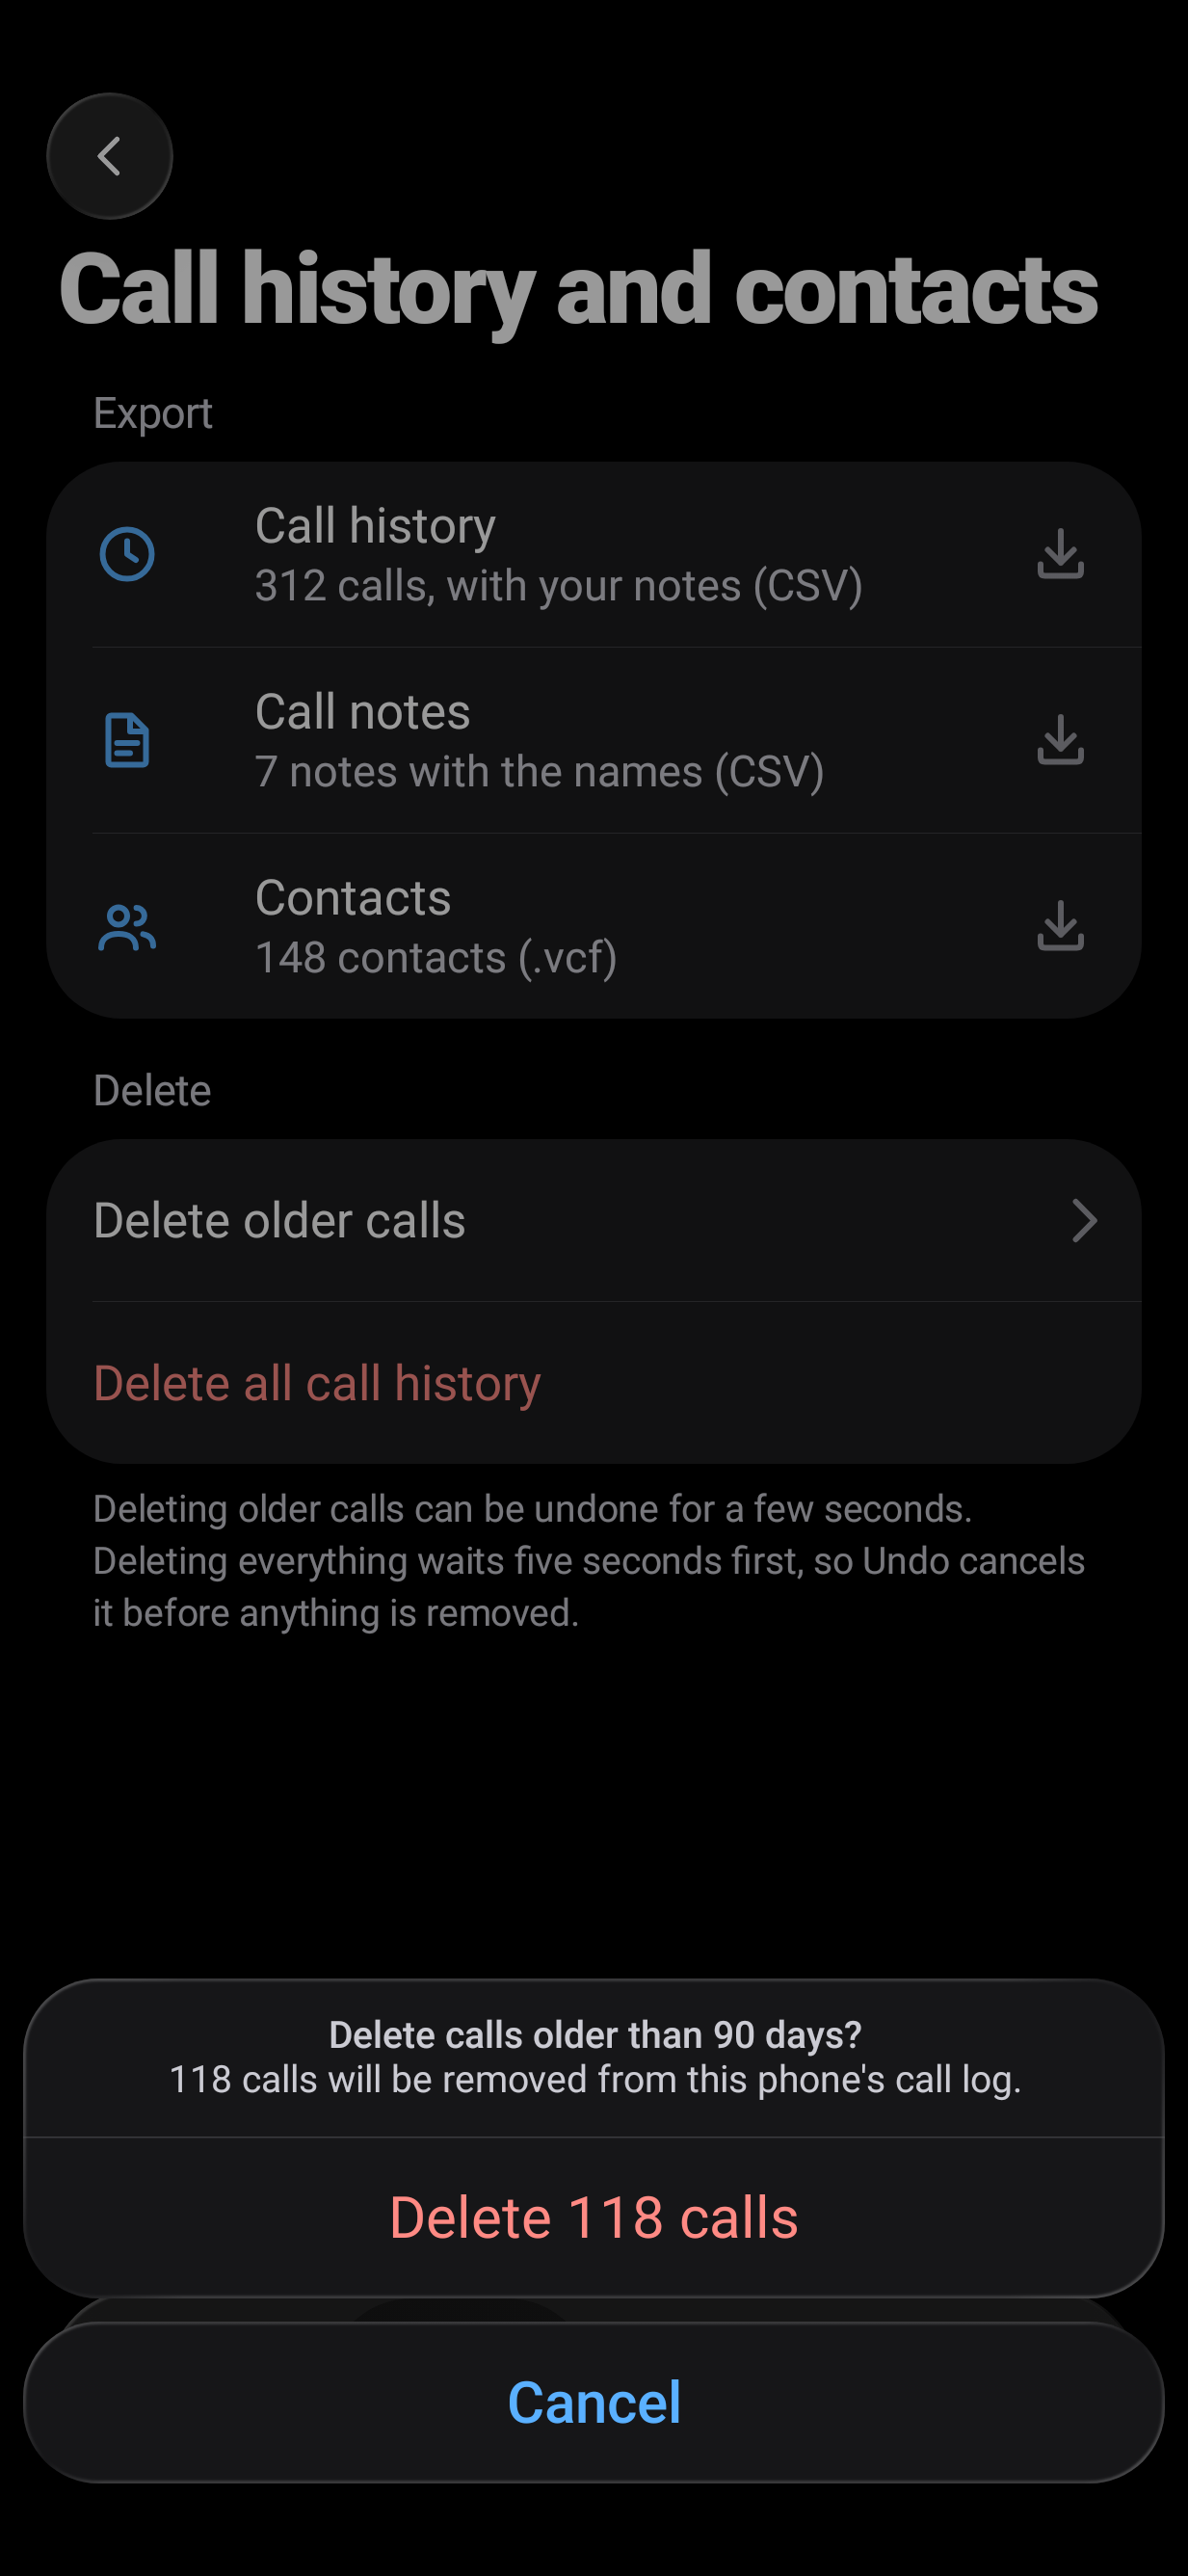 Call history and contacts
Export
Call history
312 calls, with your notes (CSV)
Call notes
7 notes with the names (CSV)
Contacts
148 contacts (.vcf)
Delete
Delete older calls
Delete all call history
Deleting older calls can be undone for a few seconds.
Deleting everything waits five seconds first, so Undo cancels
it before anything is removed.
Delete calls older than 90 days?
118 calls will be removed from this phone's call log.
Delete 118 calls
Cancel